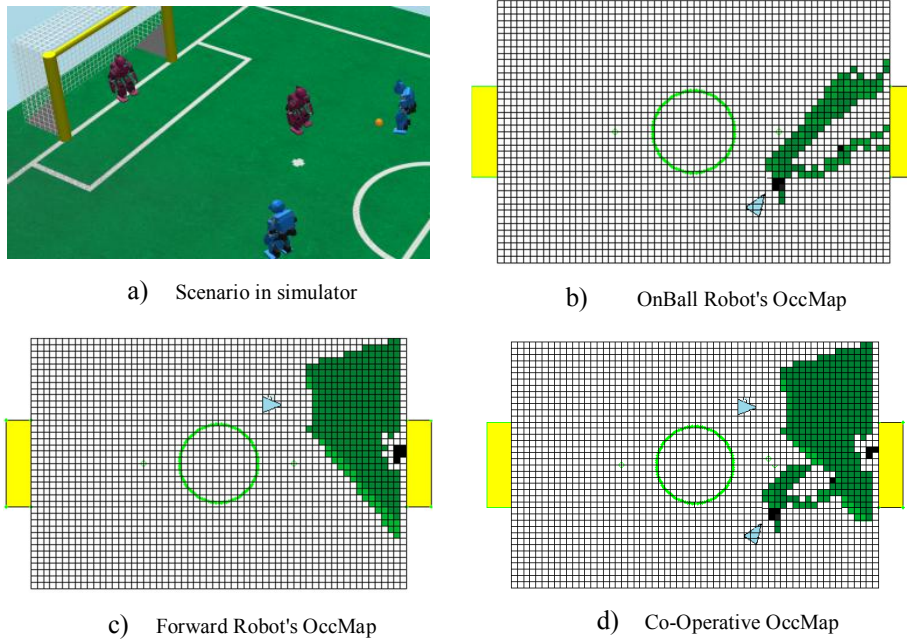 a) Scenario in simulator
b) OnBall Robot's OccMap
c) Forward Robot's OccMap
d) Co-Operative OccMap